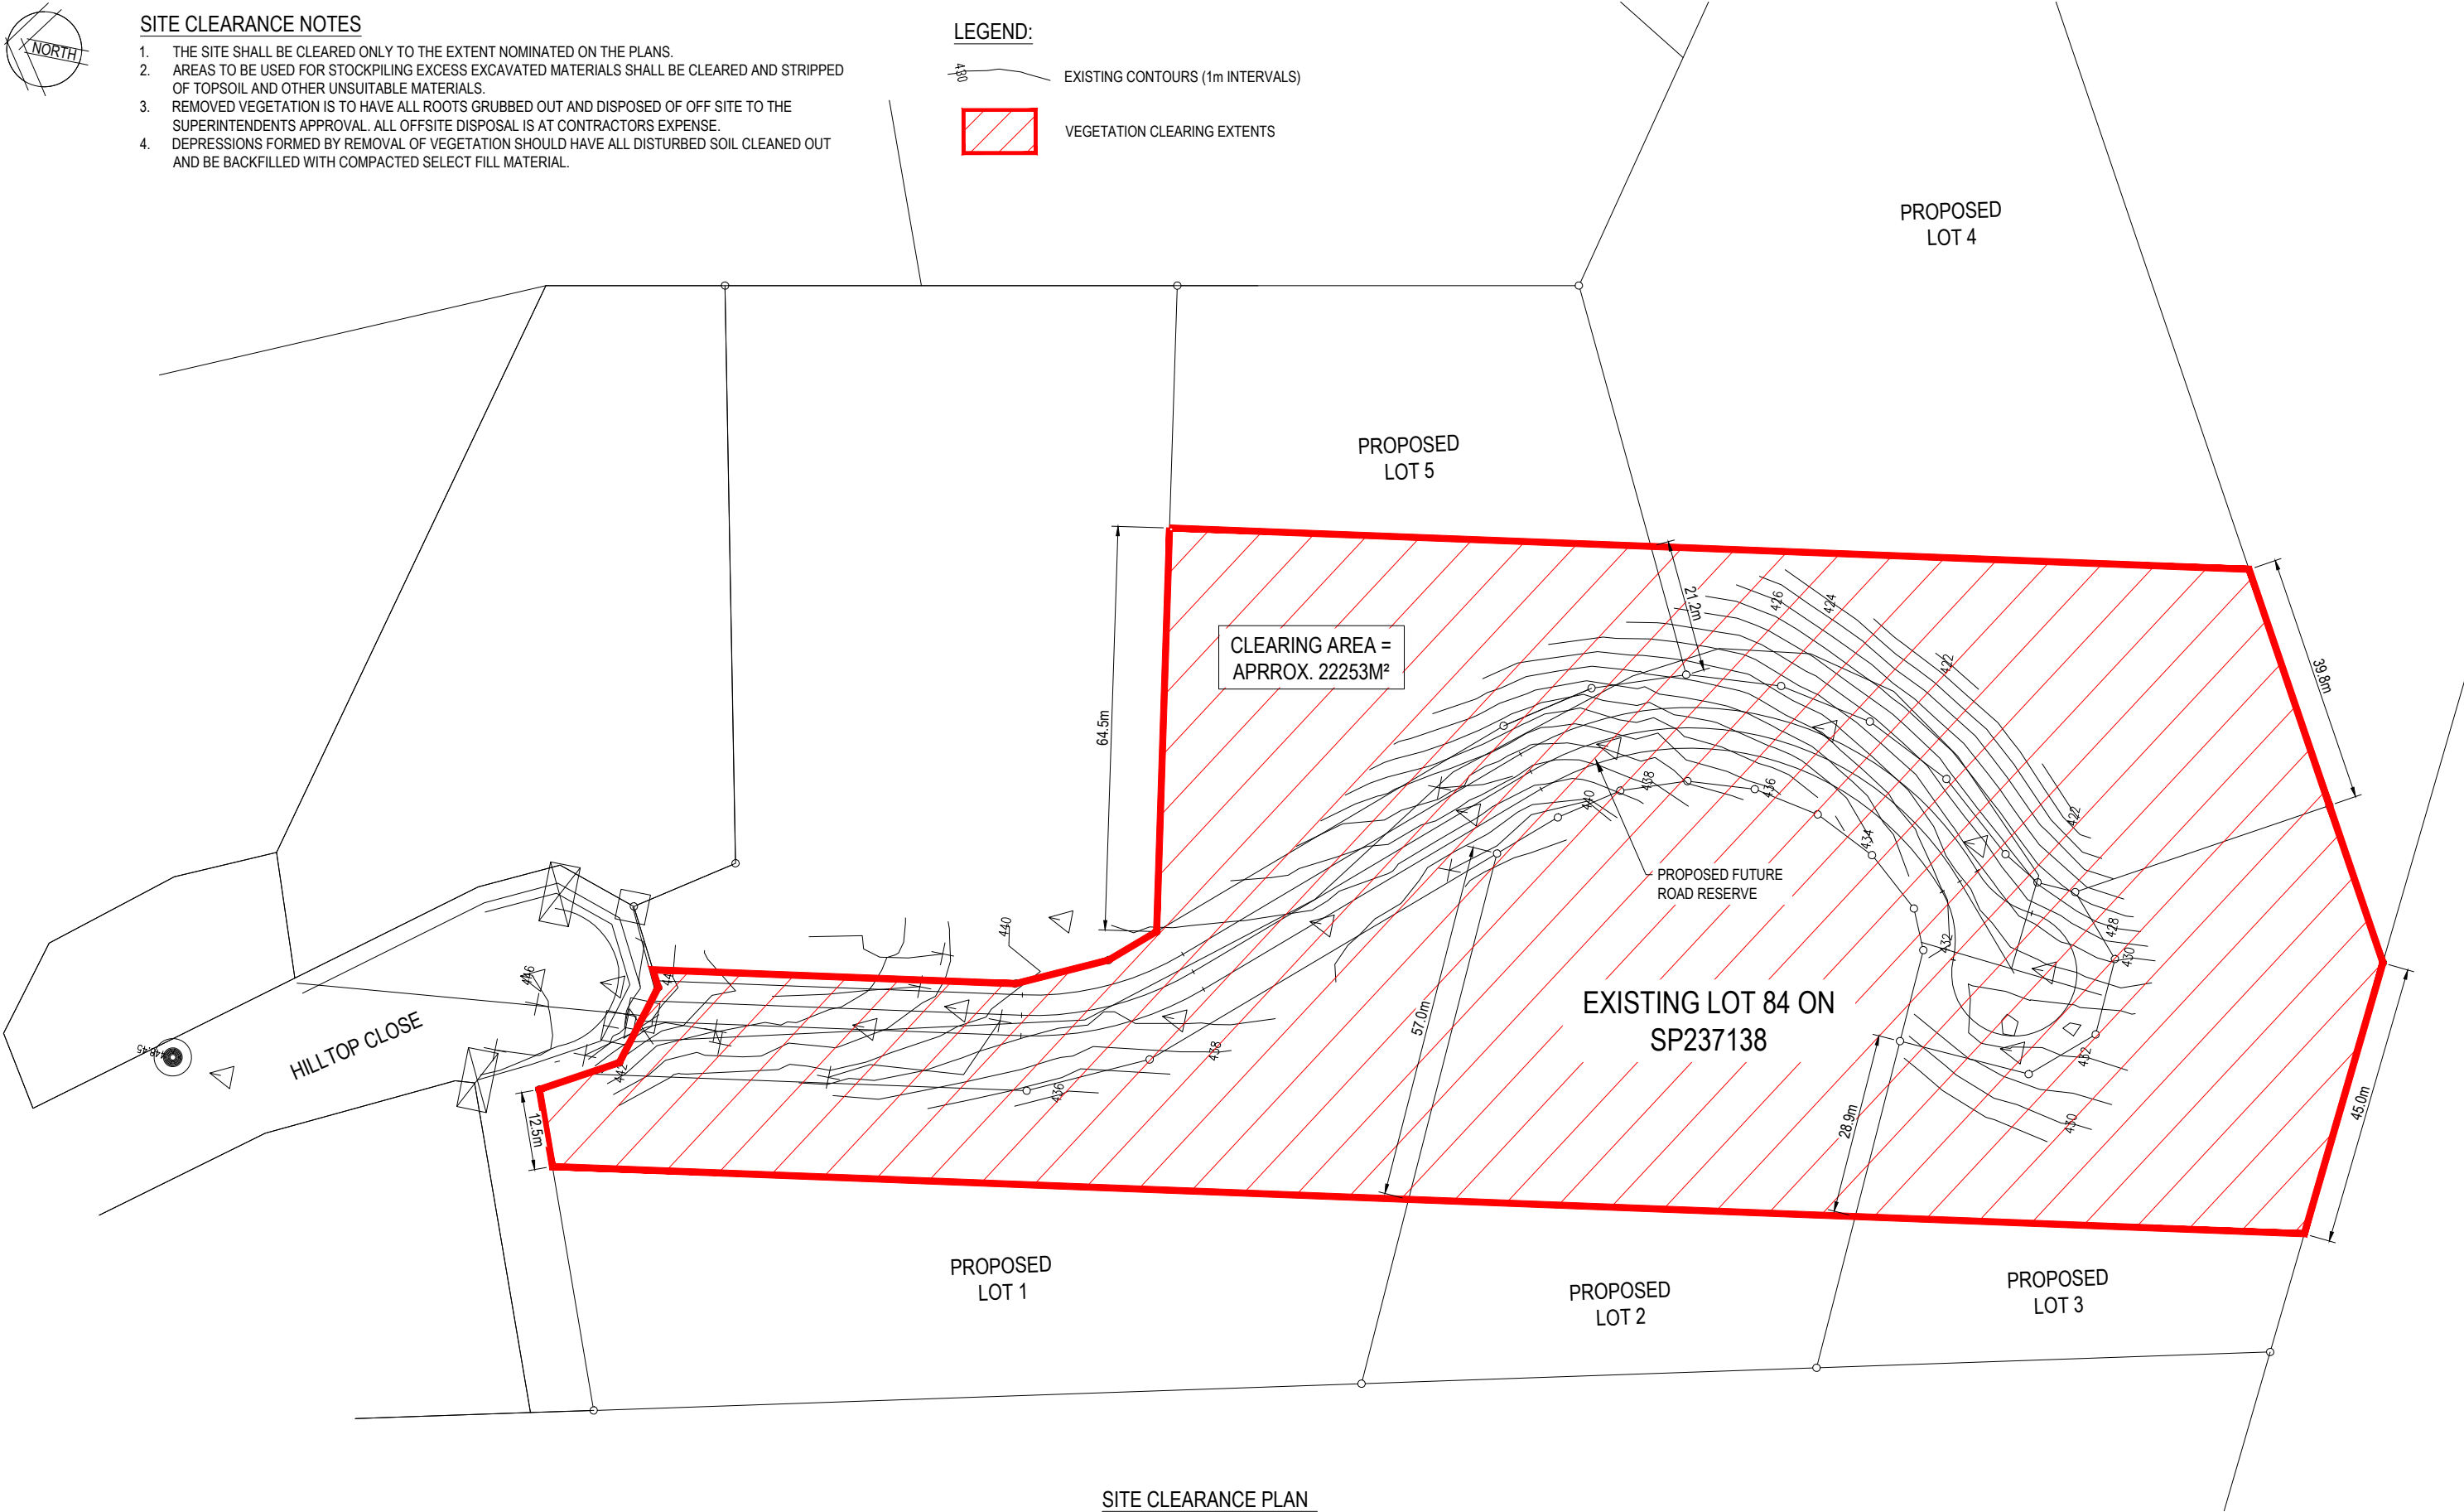 NORTH
SITE CLEARANCE NOTES
1. THE SITE SHALL BE CLEARED ONLY TO THE EXTENT NOMINATED ON THE PLANS.
2. AREAS TO BE USED FOR STOCKPILING EXCESS EXCAVATED MATERIALS SHALL BE CLEARED AND STRIPPED
OF TOPSOIL AND OTHER UNSUITABLE MATERIALS.
3. REMOVED VEGETATION IS TO HAVE ALL ROOTS GRUBBED OUT AND DISPOSED OF OFF SITE TO THE
SUPERINTENDENTS APPROVAL. ALL OFFSITE DISPOSAL IS AT CONTRACTORS EXPENSE.
4. DEPRESSIONS FORMED BY REMOVAL OF VEGETATION SHOULD HAVE ALL DISTURBED SOIL CLEANED OUT
AND BE BACKFILLED WITH COMPACTED SELECT FILL MATERIAL.
LEGEND:
430
EXISTING CONTOURS (1m INTERVALS)
VEGETATION CLEARING EXTENTS
PROPOSED
LOT 4
PROPOSED
LOT 5
CLEARING AREA =
APRROX. 22253M²
21.2m
426
424
422
39.8m
64.5m
438
436
440
434
422
PROPOSED FUTURE
ROAD RESERVE
440
432
428
430
446
EXISTING LOT 84 ON
SP237138
57.0m
HILLTOP CLOSE
448.45
442
438
436
432
430
28.9m
45.0m
12.5m
PROPOSED
LOT 1
PROPOSED
LOT 2
PROPOSED
LOT 3
SITE CLEARANCE PLAN